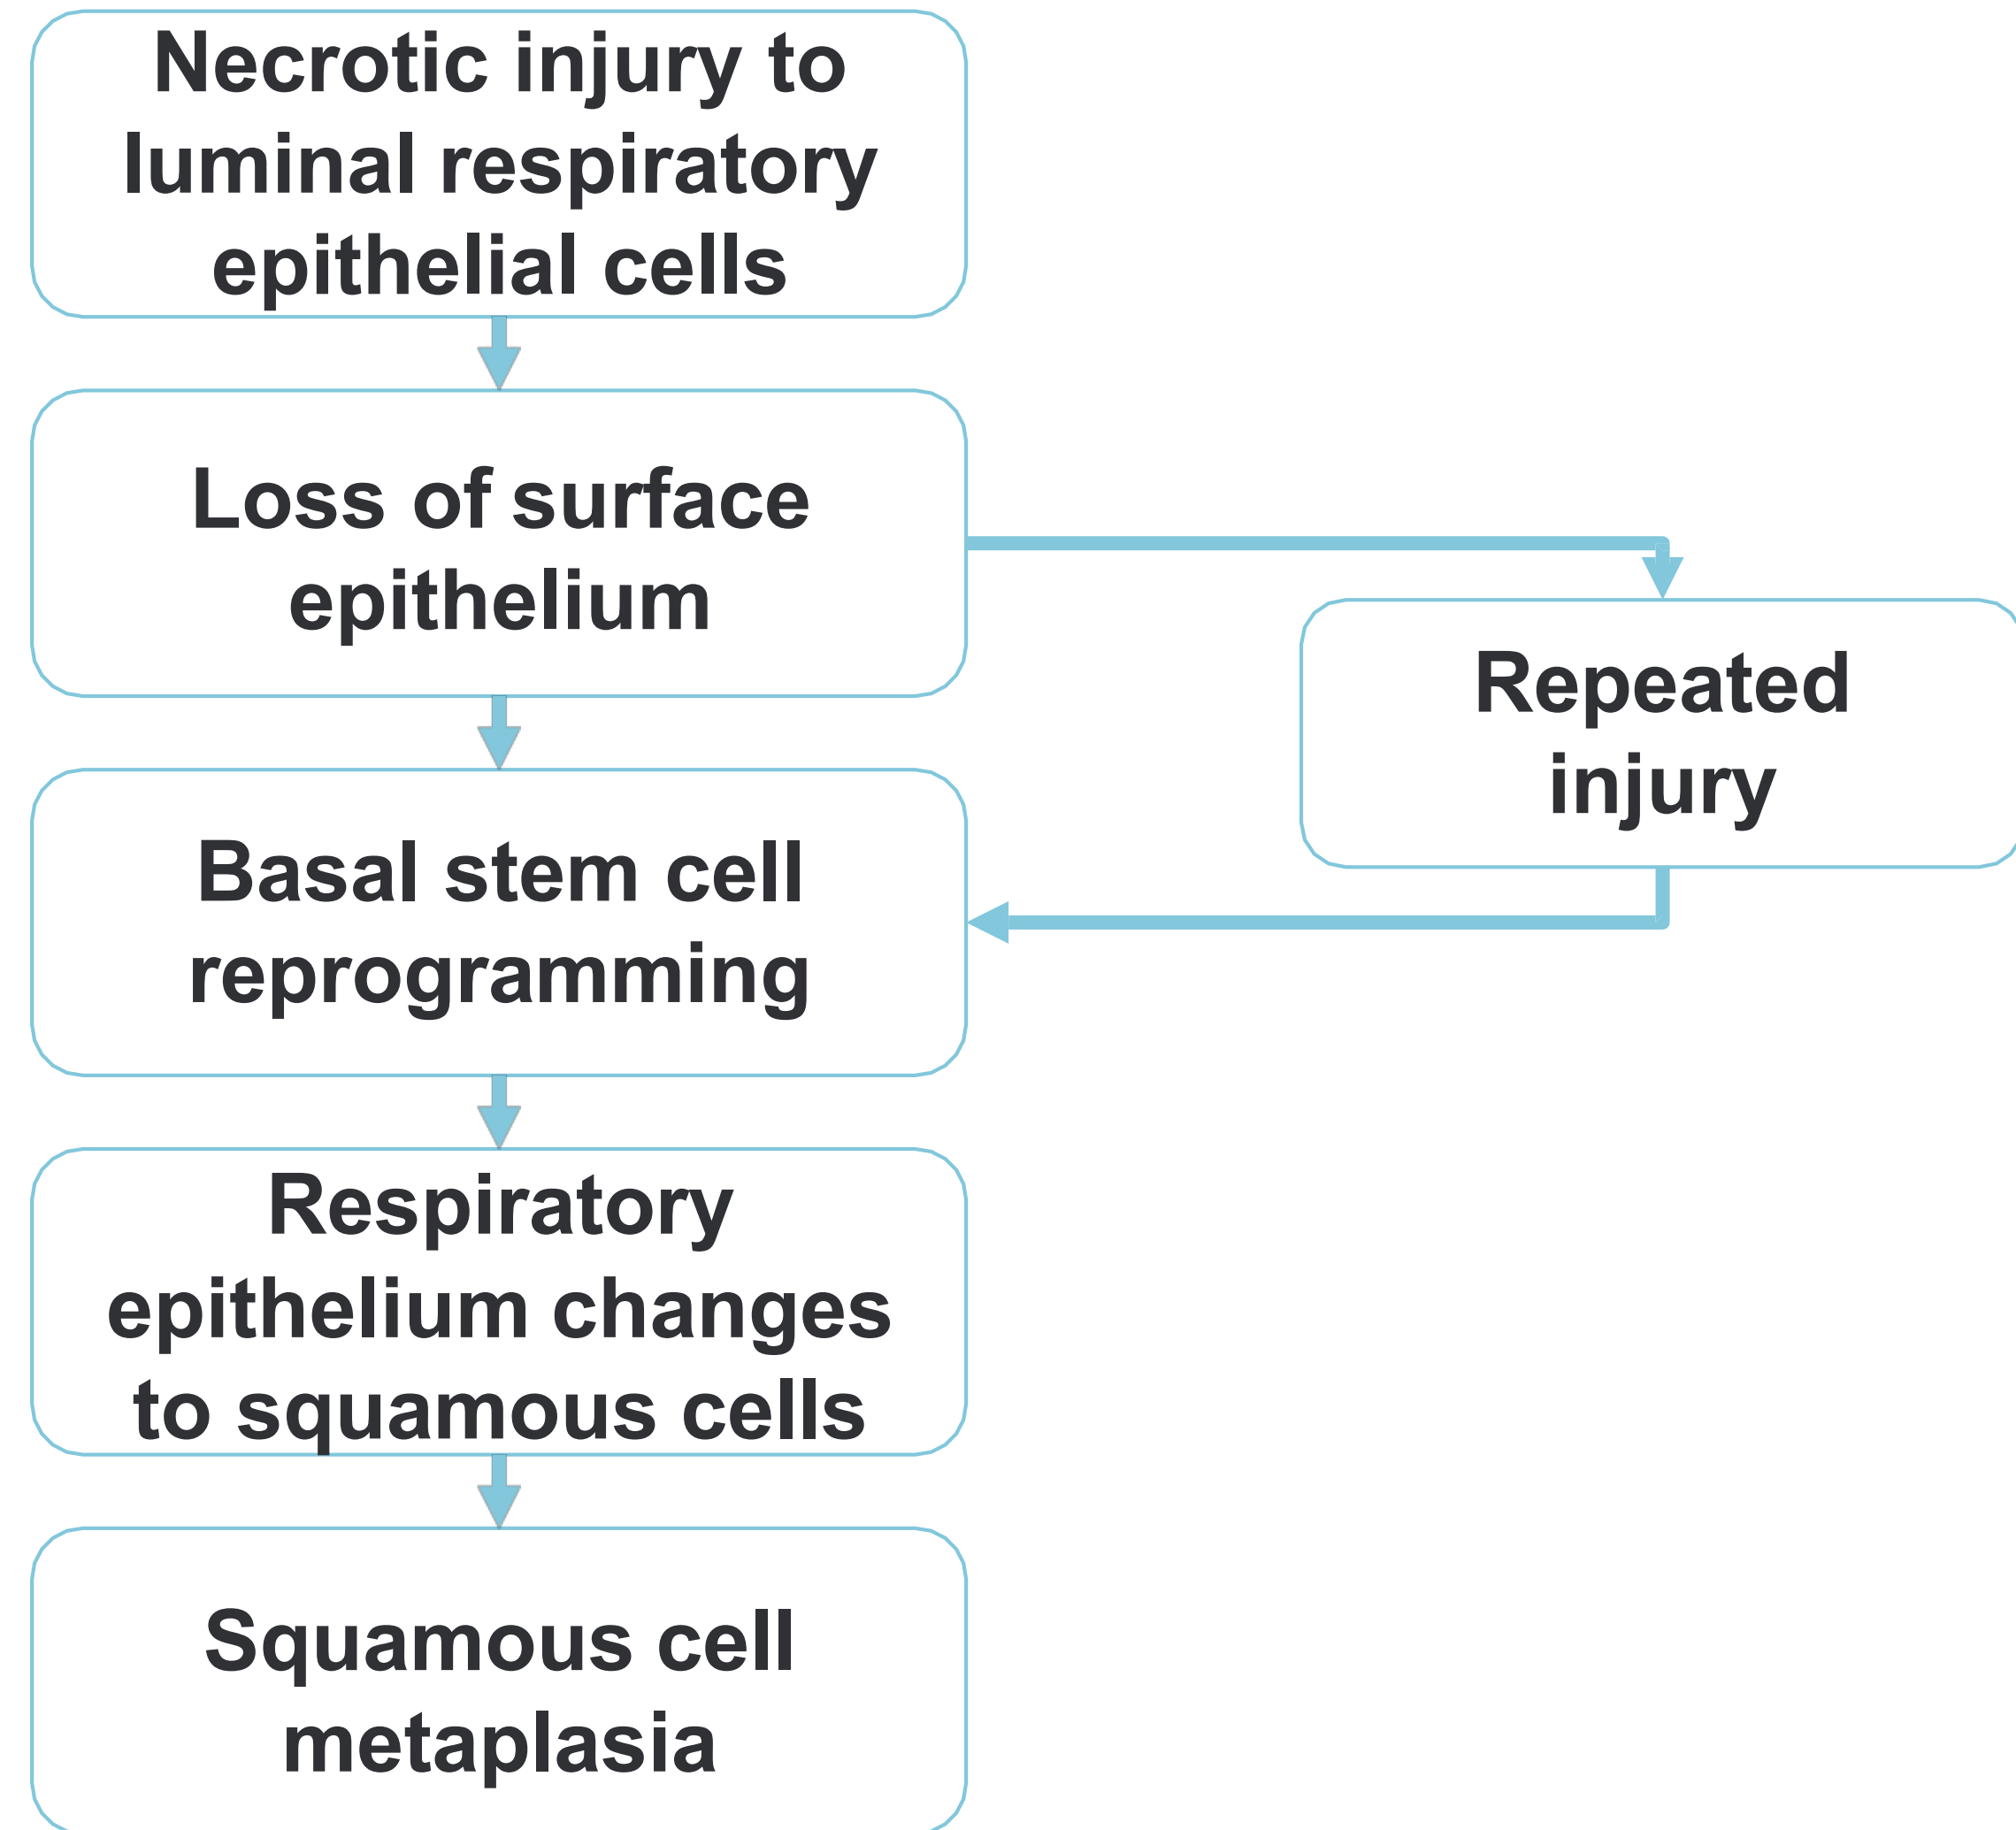 Necrotic injury to
luminal respiratory
epithelial cells
Loss of surface
epithelium
Repeated
injury
Basal stem cell
reprogramming
Respiratory
epithelium changes
to squamous cells
Squamous cell
metaplasia